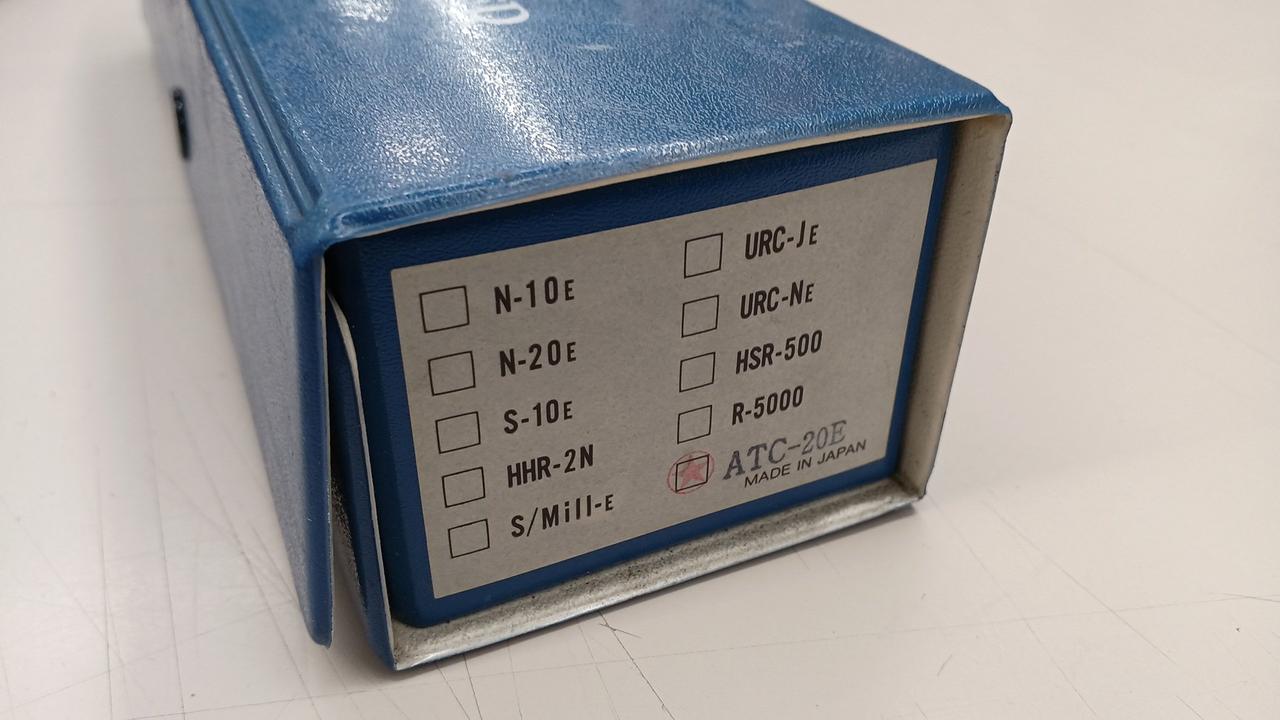 N-10E
N-20E
S-10E
HHR-2N
S/Mill-E
URC-JE
URC-NE
HSR-500
R-5000
ATC-20E
MADE IN JAPAN